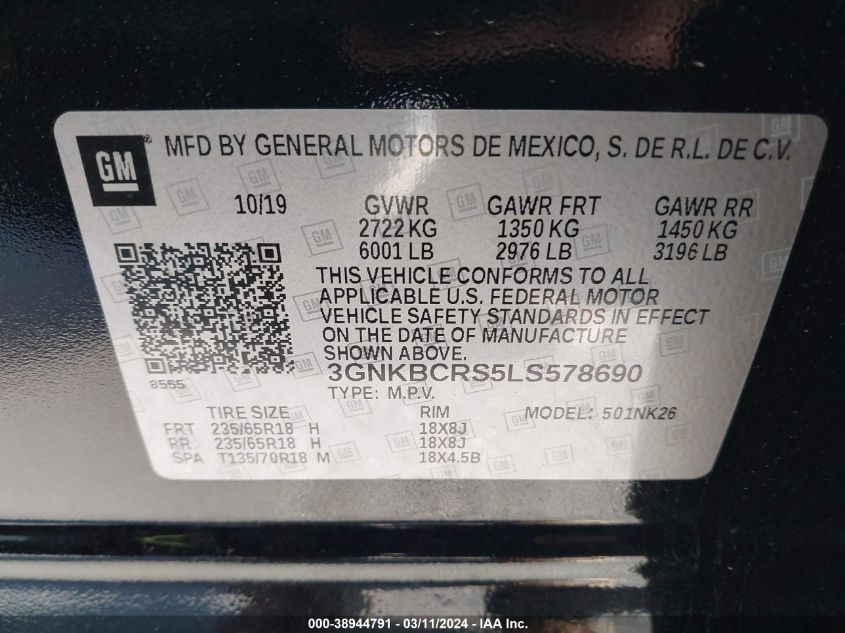 GM ® MFD BY GENERAL MOTORS DE MEXICO, S. DE R.L. DE C.V.
10/19 GVWR GAWR FRT GAWR RR
2722 KG 1350 KG 1450 KG
6001 LB 2976 LB 3196 LB
THIS VEHICLE CONFORMS TO ALL
APPLICABLE U.S. FEDERAL MOTOR
VEHICLE SAFETY STANDARDS IN EFFECT
ON THE DATE OF MANUFACTURE
SHOWN ABOVE.
3GNKBCRS5LS578690
8555
TYPE: M.P.V.
TIRE SIZE RIM MODEL: 501NK26
FRT 235/65R18 H 18X8J
RR 235/65R18 H 18X8J
SPA T135/70R18 M 18X4.5B
000-38944791 - 03/11/2024 - IAA Inc.